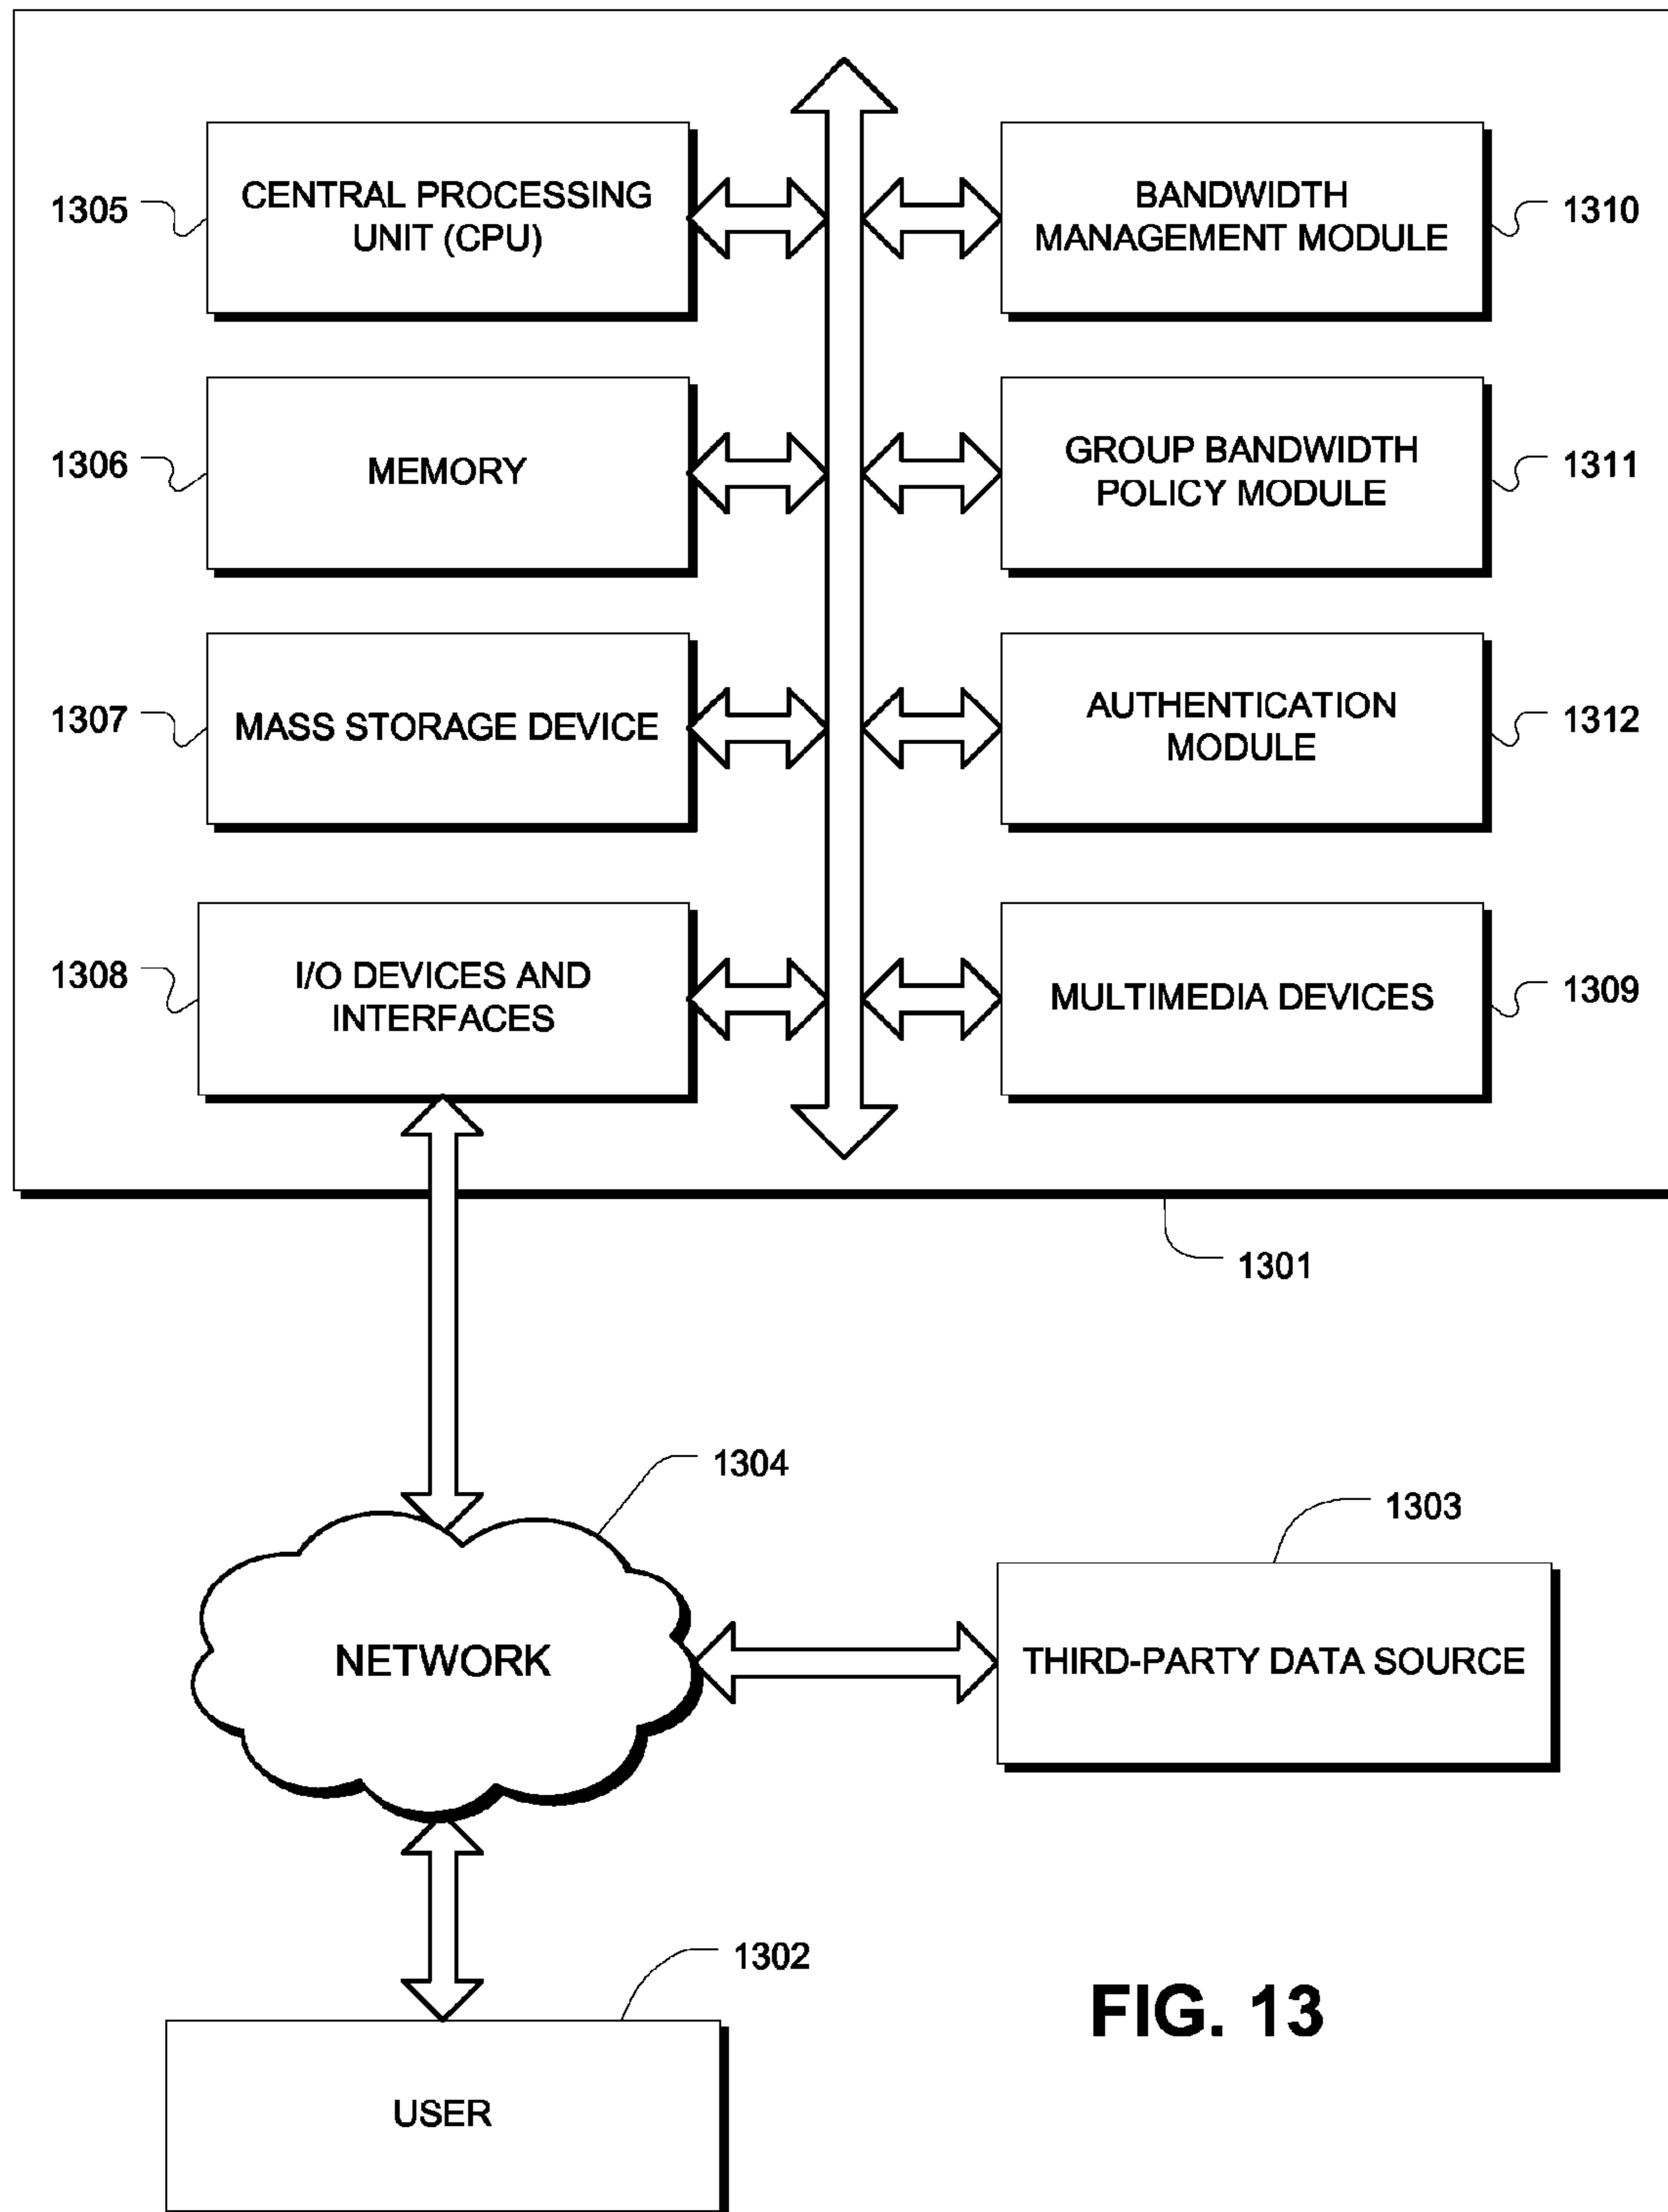 1305
CENTRAL PROCESSING
UNIT (CPU)
BANDWIDTH
MANAGEMENT MODULE
1310
1306
MEMORY
GROUP BANDWIDTH
POLICY MODULE
1311
1307
MASS STORAGE DEVICE
AUTHENTICATION
MODULE
1312
1308
I/O DEVICES AND
INTERFACES
MULTIMEDIA DEVICES
1309
1301
1304
1303
NETWORK
THIRD-PARTY DATA SOURCE
1302
FIG. 13
USER